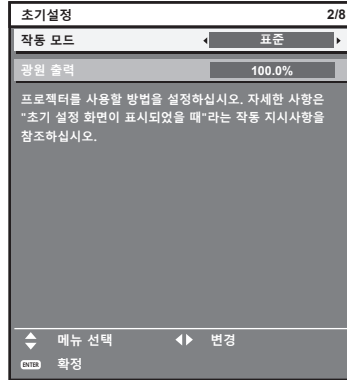 초기설정 2/8
작동 모드 표준
광원 출력 100.0%
프로젝터를 사용할 방법을 설정하십시오. 자세한 사항은
"초기 설정 화면이 표시되었을 때"라는 작동 지시사항을
참조하십시오.
메뉴 선택 변경
ENTER 확정